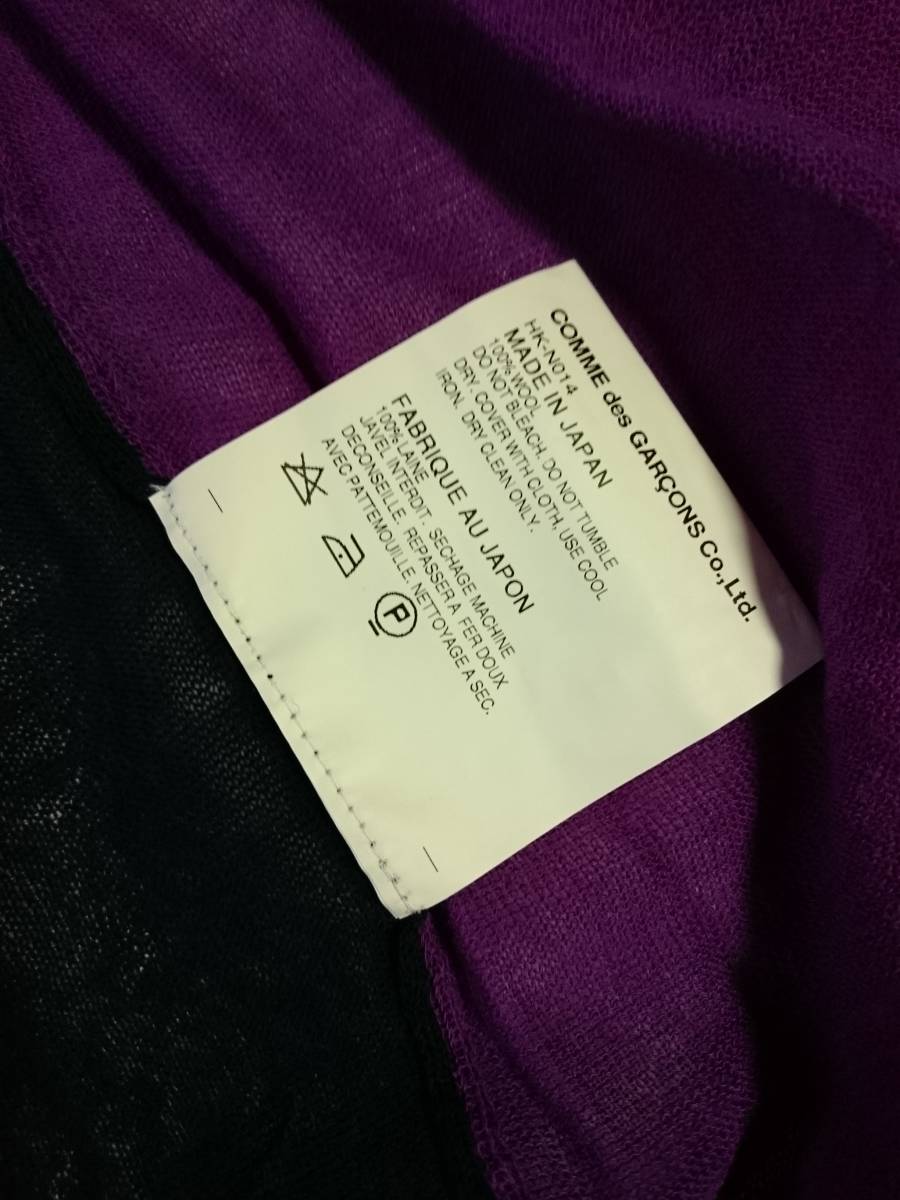 COMME des GARÇONS Co.,Ltd.
HK-N014
MADE IN JAPAN
100% WOOL
DO NOT BLEACH. DO NOT TUMBLE
DRY. COVER WITH CLOTH, USE COOL
IRON. DRY CLEAN ONLY.
FABRIQUE AU JAPON
100% LAINE
JAVEL INTERDIT. SECHAGE MACHINE
DECONSEILLE. REPASSER A FER DOUX
AVEC PATTEMOUILLE. NETTOYAGE A SEC.
P